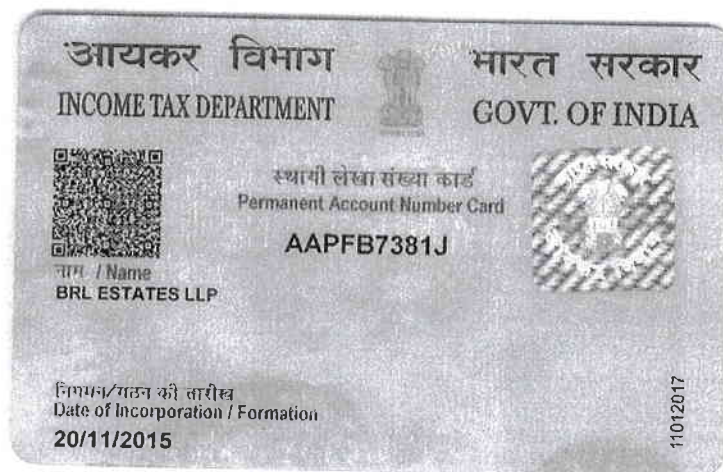 आयकर विभाग
भारत सरकार
INCOME TAX DEPARTMENT
GOVT. OF INDIA
स्थायी लेखा संख्या कार्ड
Permanent Account Number Card
AAPFB7381J
नाम / Name
BRL ESTATES LLP
निगमन/गठन की तारीख
Date of Incorporation / Formation
20/11/2015
11012017